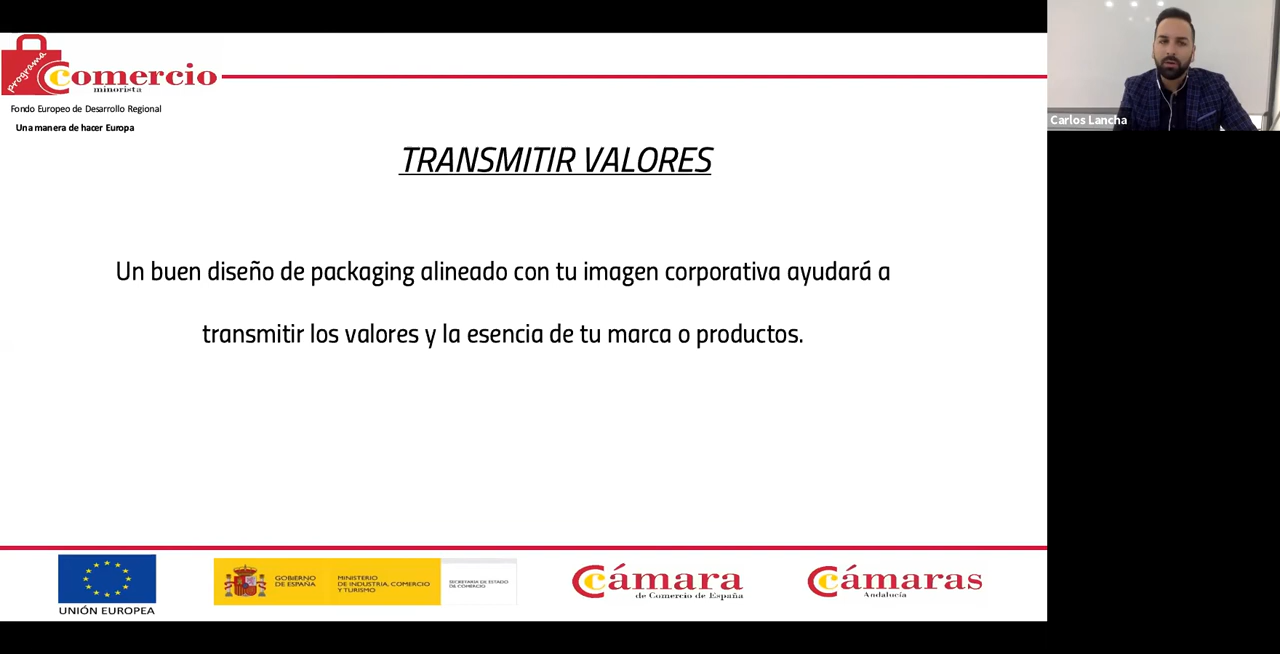 programa
Comercio
minorista
Fondo Europeo de Desarrollo Regional
Una manera de hacer Europa
Carlos Lancha
TRANSMITIR VALORES
Un buen diseño de packaging alineado con tu imagen corporativa ayudará a
transmitir los valores y la esencia de tu marca o productos.
UNIÓN EUROPEA
GOBIERNO
DE ESPAÑA
MINISTERIO
DE INDUSTRIA, COMERCIO
Y TURISMO
SECRETARÍA DE ESTADO
DE COMERCIO
Cámara
de Comercio de España
Cámaras
Andalucía